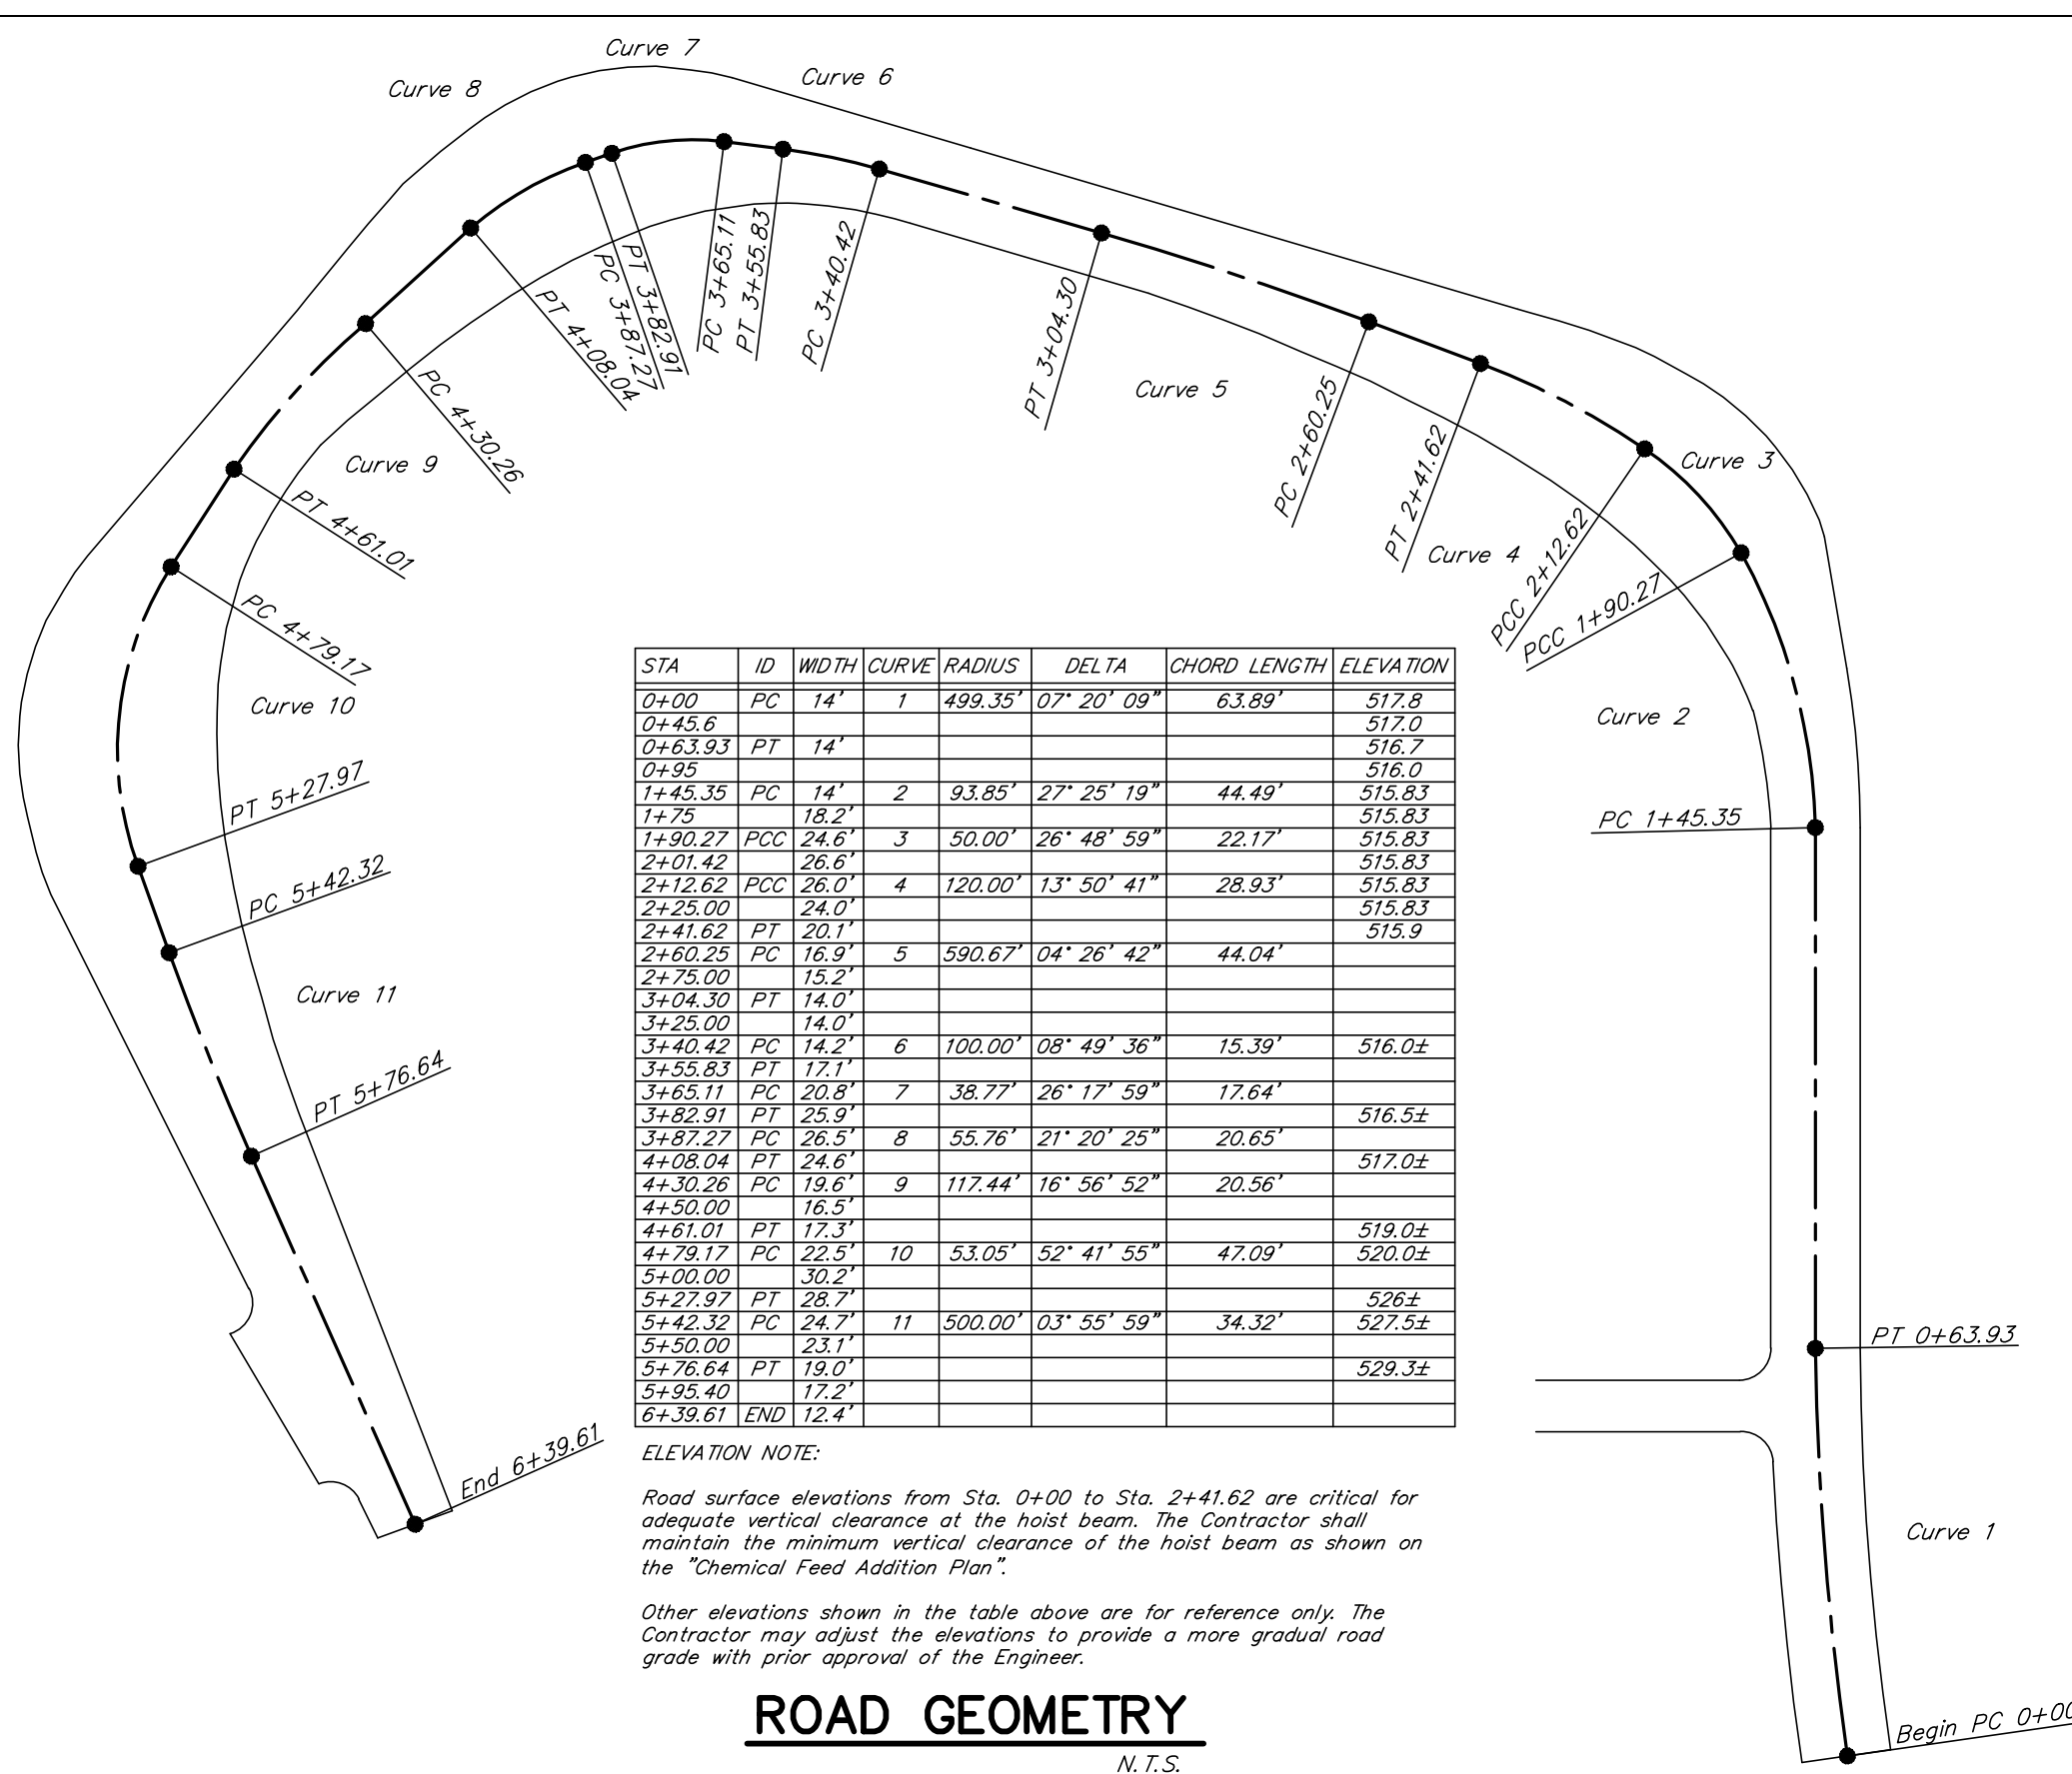 Curve 7
Curve 6
Curve 8
PC 3+65.11
PT 3+55.83
PC 3+40.42
PT 3+82.91
PC 3+87.27
PT 4+08.04
PT 3+04.30
Curve 5
PC 2+60.25
PT 2+41.62
Curve 3
Curve 4
PCC 2+12.62
PCC 1+90.27
PC 4+30.26
Curve 9
PT 4+61.01
PC 4+79.17
Curve 10
Curve 2
PT 5+27.97
PC 1+45.35
PC 5+42.32
Curve 11
PT 5+76.64
PT 0+63.93
End 6+39.61
Curve 1
Begin PC 0+00
STA ID WIDTH CURVE RADIUS DELTA CHORD LENGTH ELEVATION
0+00 PC 14' 1 499.35' 07° 20' 09" 63.89' 517.8
0+45.6 517.0
0+63.93 PT 14' 516.7
0+95 516.0
1+45.35 PC 14' 2 93.85' 27° 25' 19" 44.49' 515.83
1+75 18.2' 515.83
1+90.27 PCC 24.6' 3 50.00' 26° 48' 59" 22.17' 515.83
2+01.42 26.6' 515.83
2+12.62 PCC 26.0' 4 120.00' 13° 50' 41" 28.93' 515.83
2+25.00 24.0' 515.83
2+41.62 PT 20.1' 515.9
2+60.25 PC 16.9' 5 590.67' 04° 26' 42" 44.04'
2+75.00 15.2'
3+04.30 PT 14.0'
3+25.00 14.0'
3+40.42 PC 14.2' 6 100.00' 08° 49' 36" 15.39' 516.0±
3+55.83 PT 17.1'
3+65.11 PC 20.8' 7 38.77' 26° 17' 59" 17.64'
3+82.91 PT 25.9' 516.5±
3+87.27 PC 26.5' 8 55.76' 21° 20' 25" 20.65'
4+08.04 PT 24.6' 517.0±
4+30.26 PC 19.6' 9 117.44' 16° 56' 52" 20.56'
4+50.00 16.5'
4+61.01 PT 17.3' 519.0±
4+79.17 PC 22.5' 10 53.05' 52° 41' 55" 47.09' 520.0±
5+00.00 30.2'
5+27.97 PT 28.7' 526±
5+42.32 PC 24.7' 11 500.00' 03° 55' 59" 34.32' 527.5±
5+50.00 23.1'
5+76.64 PT 19.0' 529.3±
5+95.40 17.2'
6+39.61 END 12.4'
ELEVATION NOTE:
Road surface elevations from Sta. 0+00 to Sta. 2+41.62 are critical for
adequate vertical clearance at the hoist beam. The Contractor shall
maintain the minimum vertical clearance of the hoist beam as shown on
the "Chemical Feed Addition Plan".
Other elevations shown in the table above are for reference only. The
Contractor may adjust the elevations to provide a more gradual road
grade with prior approval of the Engineer.
ROAD GEOMETRY
N.T.S.